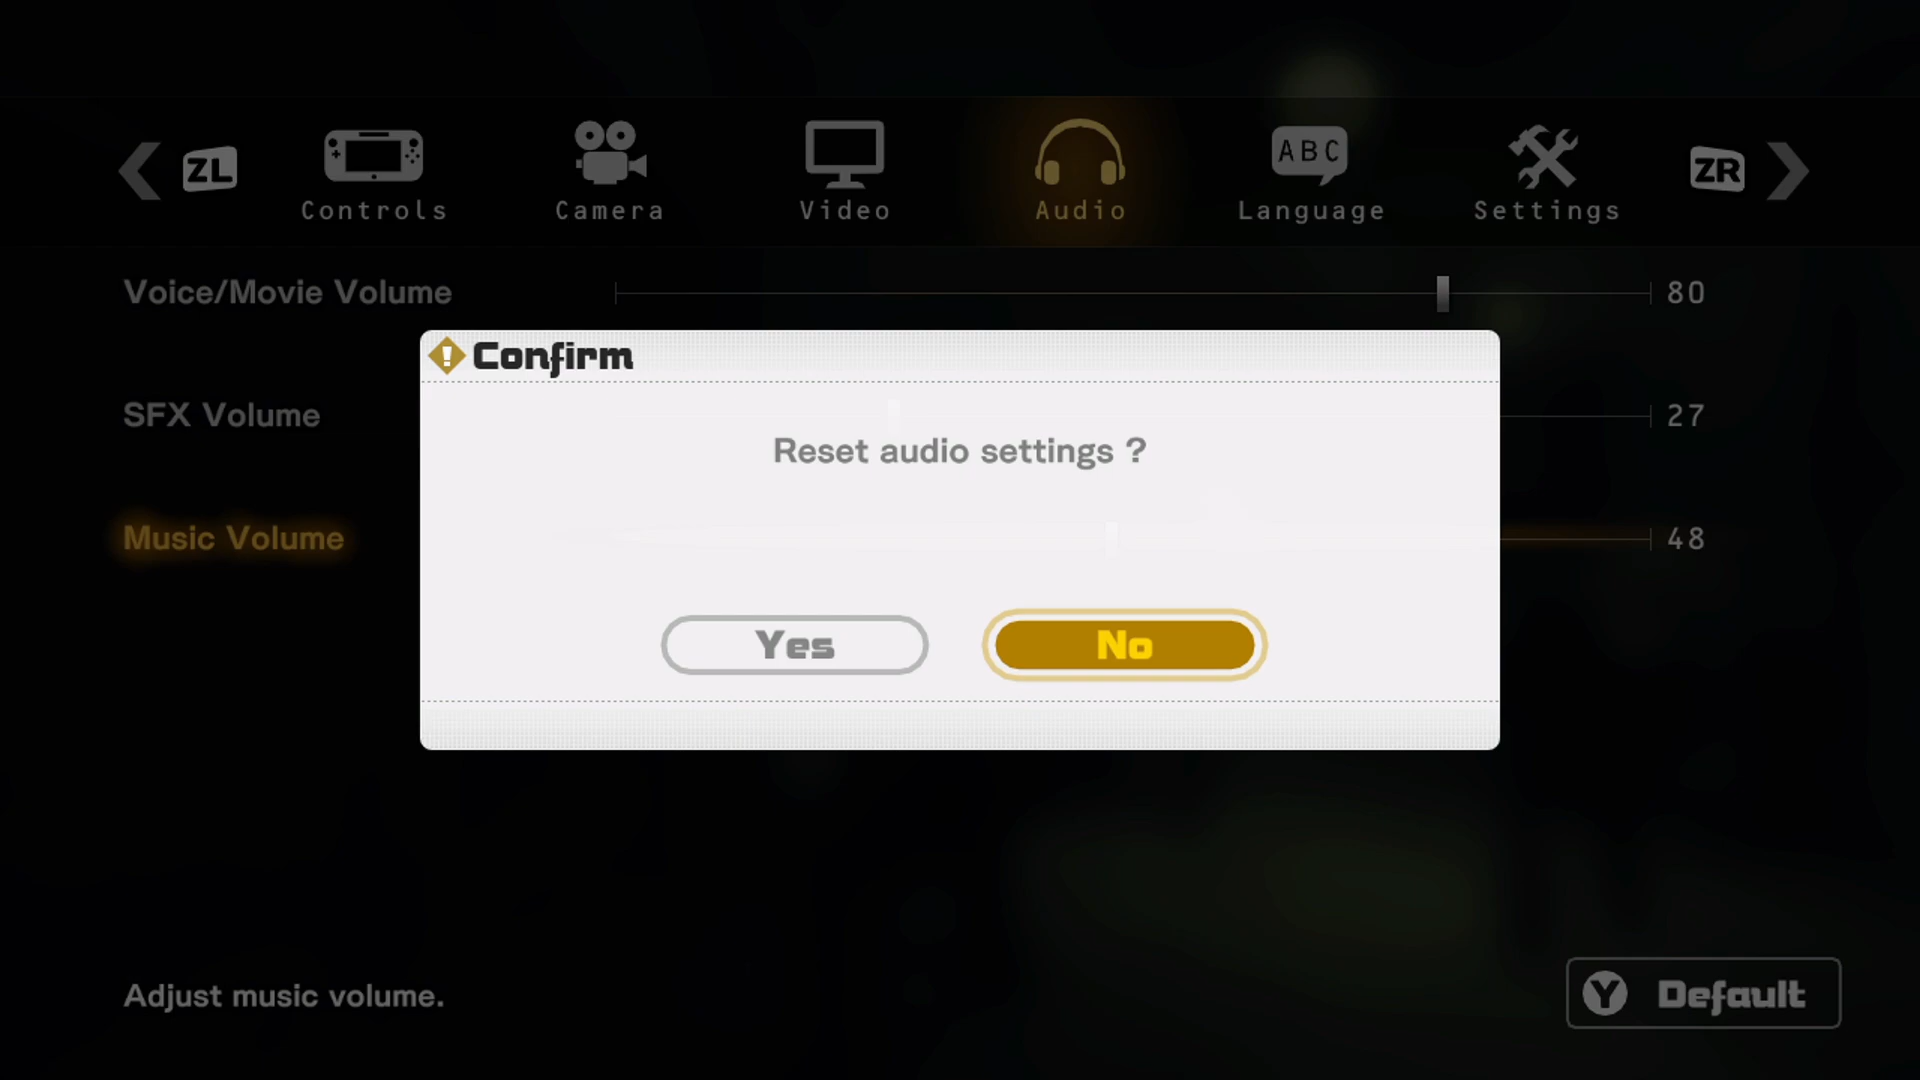 ZL
Controls
Camera
Video
Audio
ABC
Language
Settings
ZR
Voice/Movie Volume
80
Confirm
SFX Volume
27
Reset audio settings ?
Music Volume
48
Yes
No
Adjust music volume.
Y Default